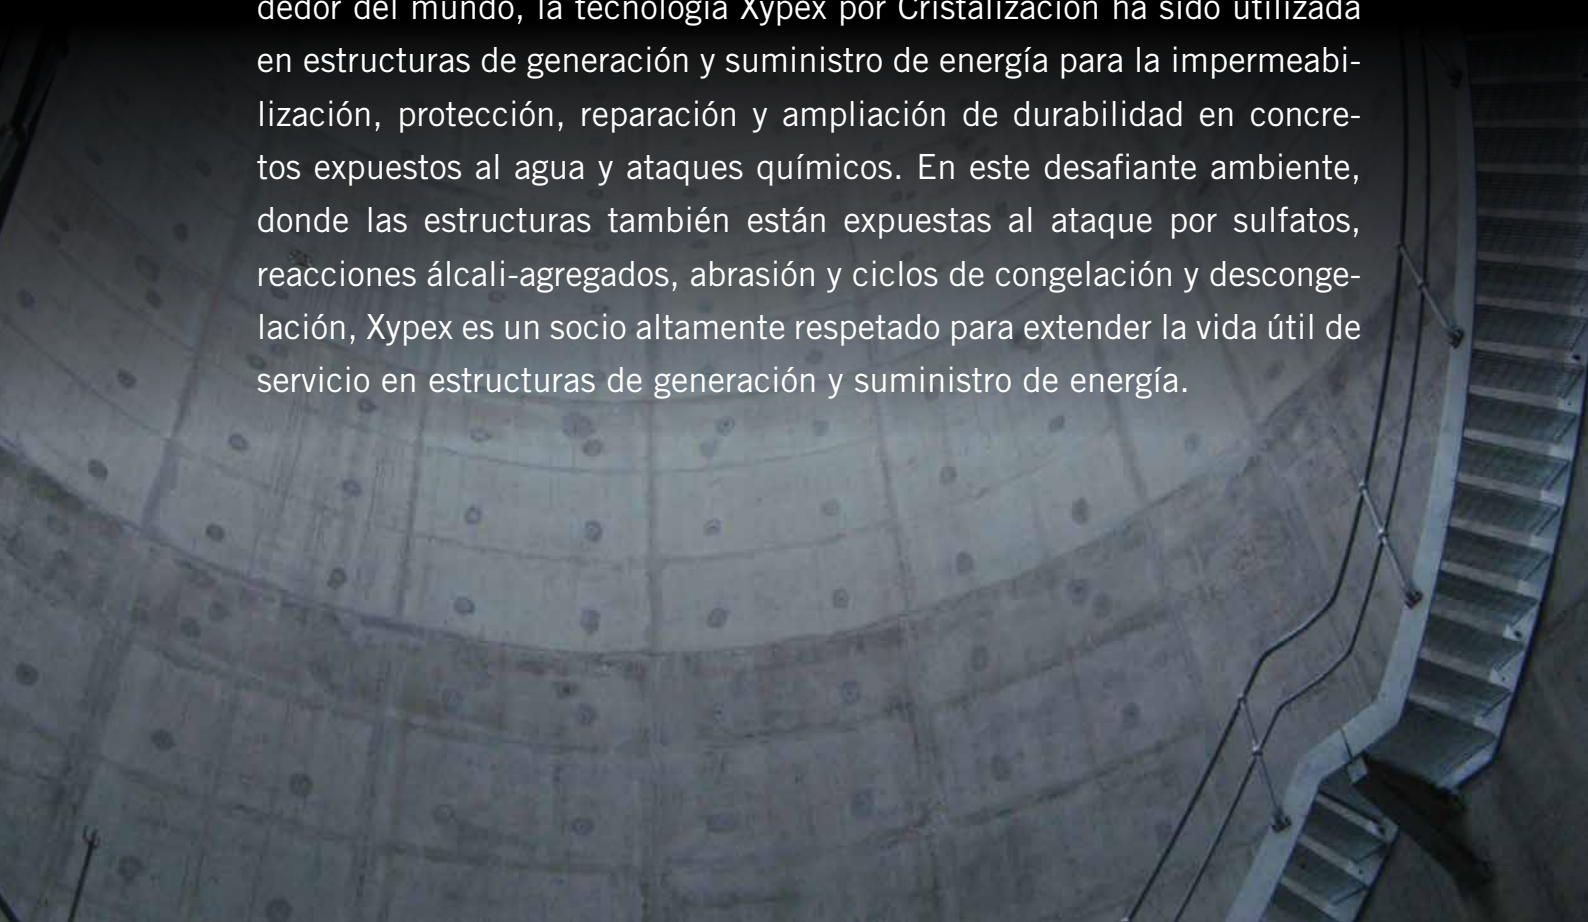 dedor del mundo, la tecnología Xypex por Cristalización ha sido utilizada
en estructuras de generación y suministro de energía para la impermeabi-
lización, protección, reparación y ampliación de durabilidad en concre-
tos expuestos al agua y ataques químicos. En este desafiante ambiente,
donde las estructuras también están expuestas al ataque por sulfatos,
reacciones álcali-agregados, abrasión y ciclos de congelación y desconge-
lación, Xypex es un socio altamente respetado para extender la vida útil de
servicio en estructuras de generación y suministro de energía.